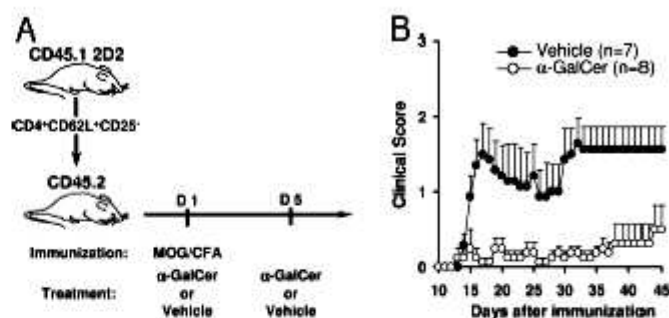 A
CD45.1 2D2
CD4⁺CD62L⁺CD25⁻
CD45.2
D 1
D 5
Immunization:
MOG/CFA
Treatment:
α-GalCer
or
Vehicle
α-GalCer
or
Vehicle
B
Vehicle (n=7)
α-GalCer (n=8)
Clinical Score
3
2
1
0
10 15 20 25 30 35 40 45
Days after immunization